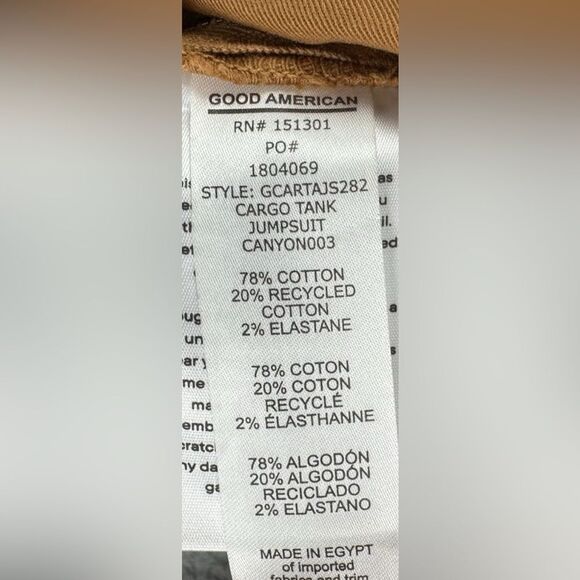 GOOD AMERICAN
RN# 151301
PO#
1804069
STYLE: GCARTAJS282
CARGO TANK
JUMPSUIT
CANYON003
78% COTTON
20% RECYCLED
COTTON
2% ELASTANE
78% COTON
20% COTON
RECYCLÉ
2% ÉLASTHANNE
78% ALGODÓN
20% ALGODÓN
RECICLADO
2% ELASTANO
MADE IN EGYPT
of imported
fabrics and trim